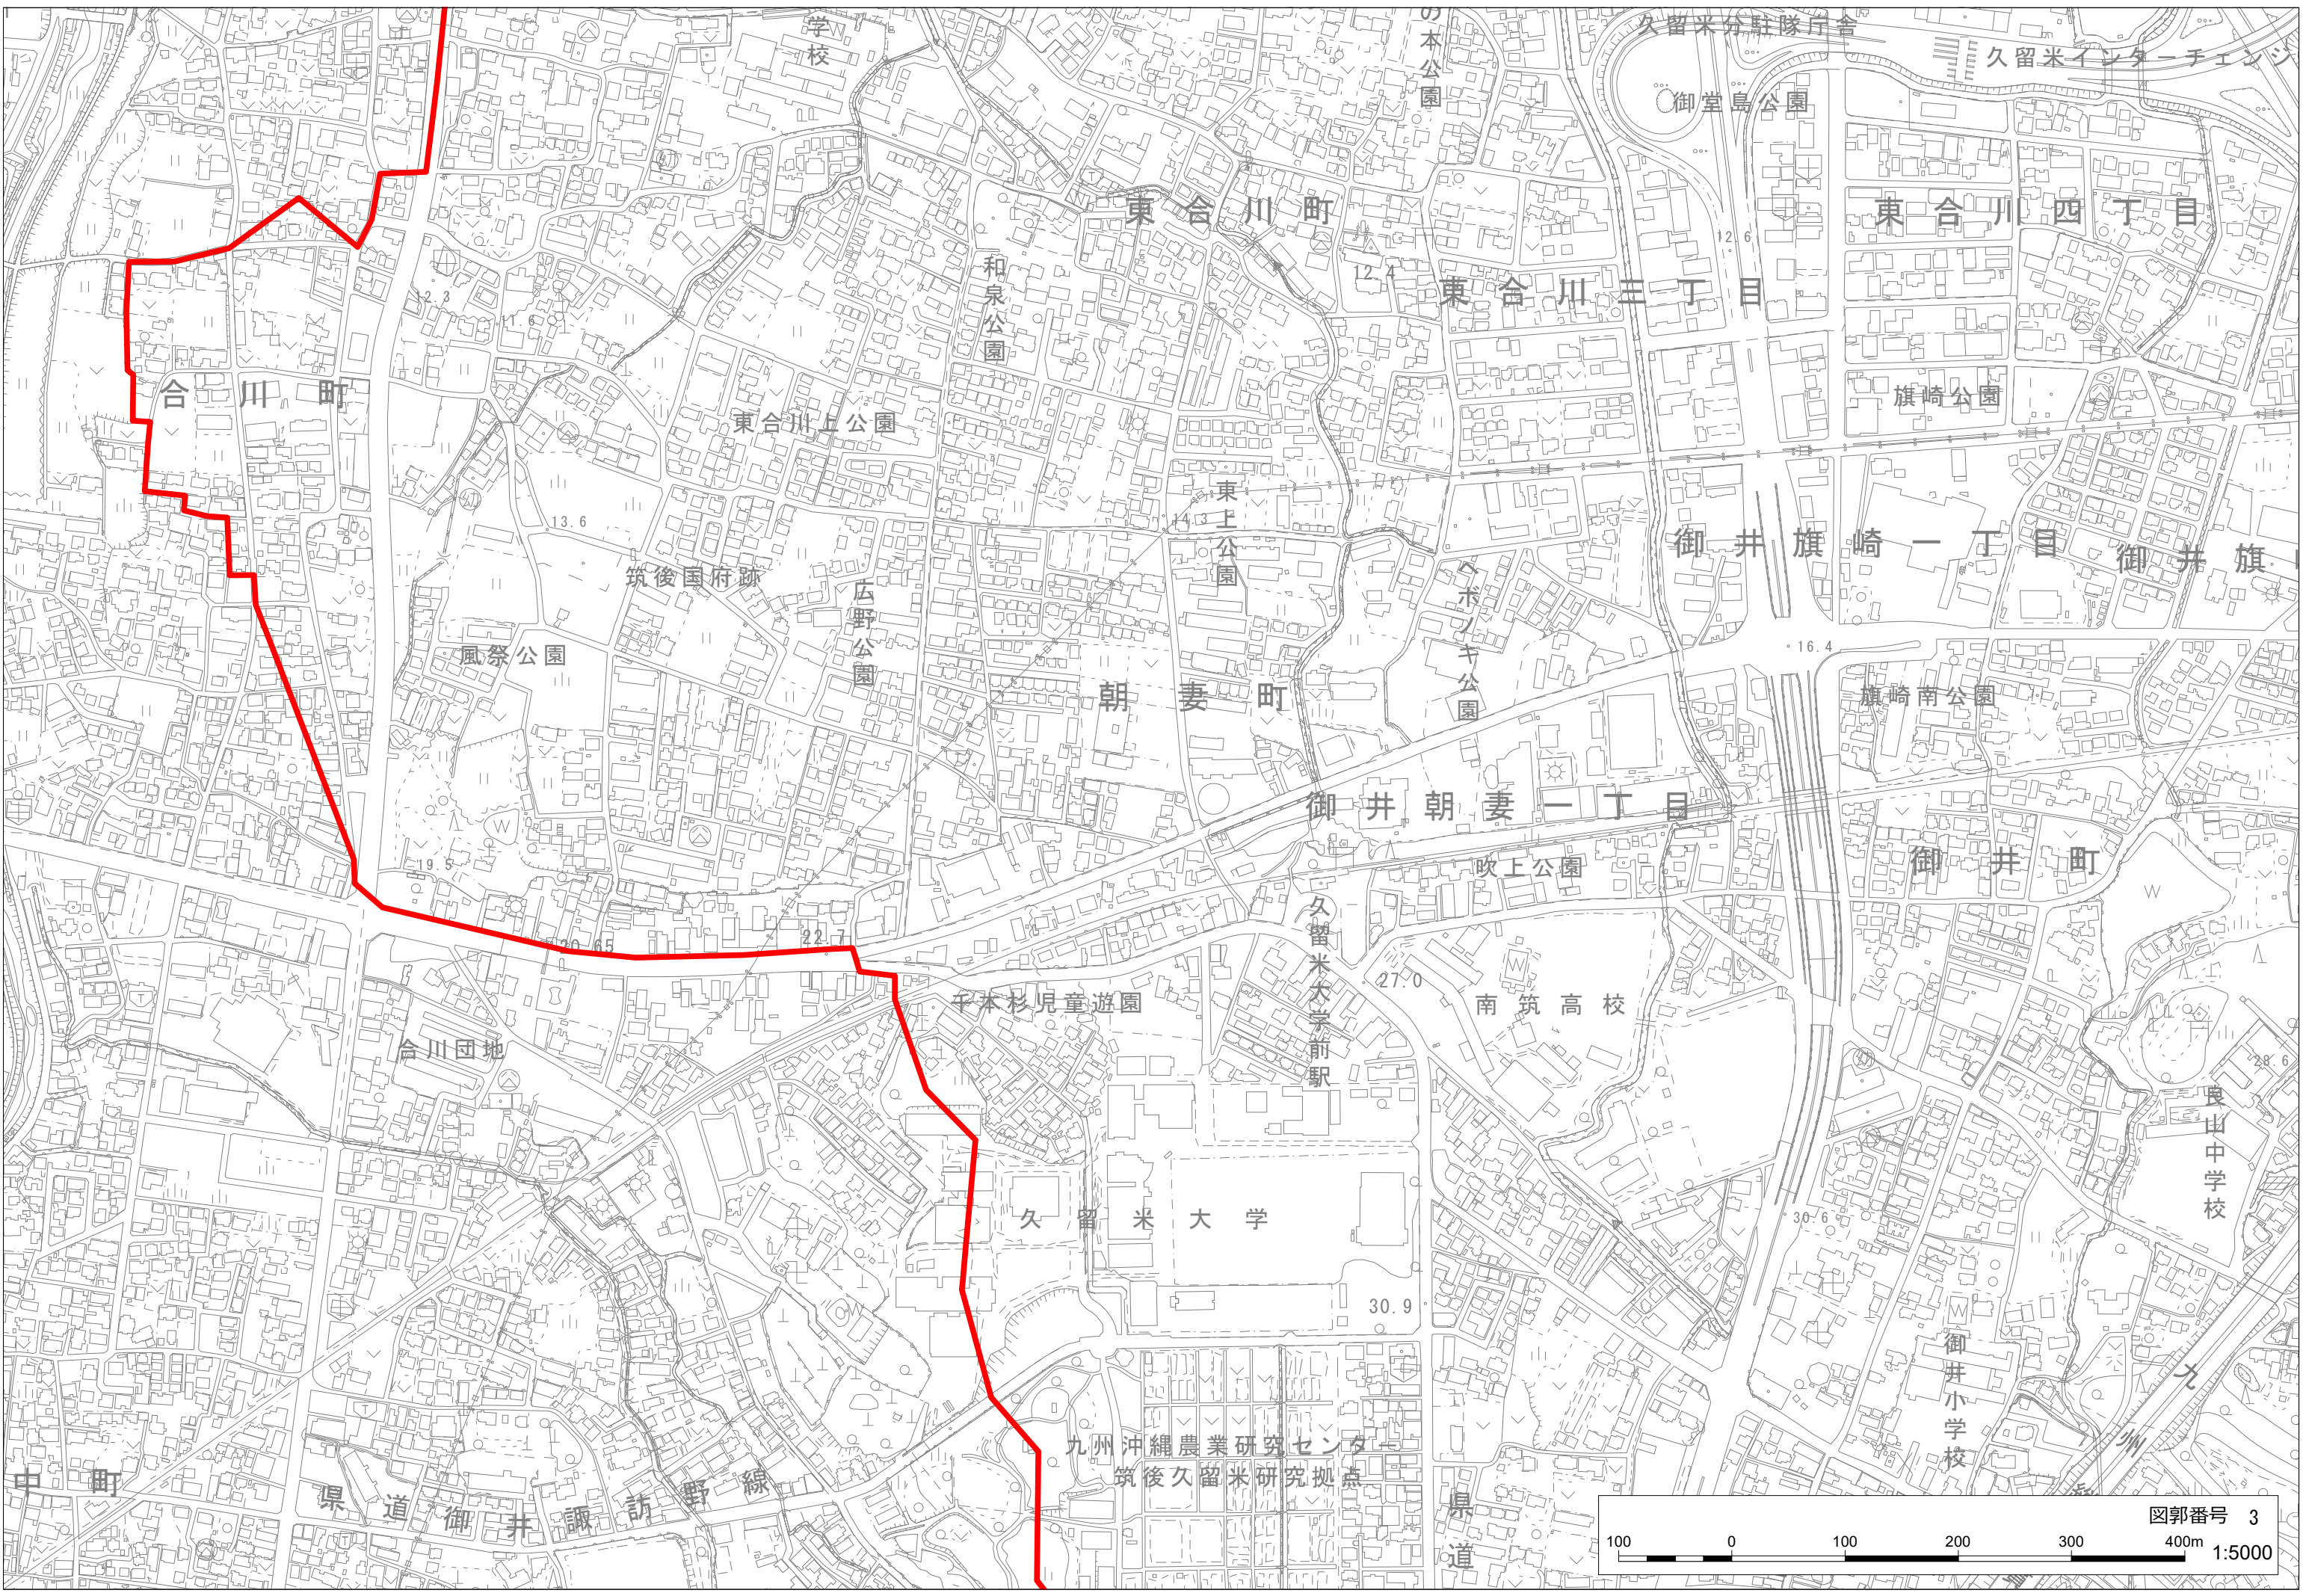 学校
の本公園
久留米分駐隊庁舎
久留米インターチェンジ
御堂島公園
東合川町
東合川四丁目
12.6
和泉公園
12.4
東合川三丁目
12.3
11.6
合川町
旗崎公園
東合川上公園
東上公園
14.3
13.6
御井旗崎一丁目
御井旗
筑後国府跡
広野公園
ヘボノキ公園
風祭公園
16.4
朝妻町
旗崎南公園
御井朝妻一丁目
19.5
吹上公園
御井町
久留米大学前駅
22.7
20.65
27.0
千本杉児童遊園
南筑高校
合川団地
28.6
良山中学校
久留米大学
30.6
30.9
御井小学校
九州
九州沖縄農業研究センター
筑後久留米研究拠点
中町
県道御井諏訪野線
県道
図郭番号 3
100 0 100 200 300 400m
1:5000